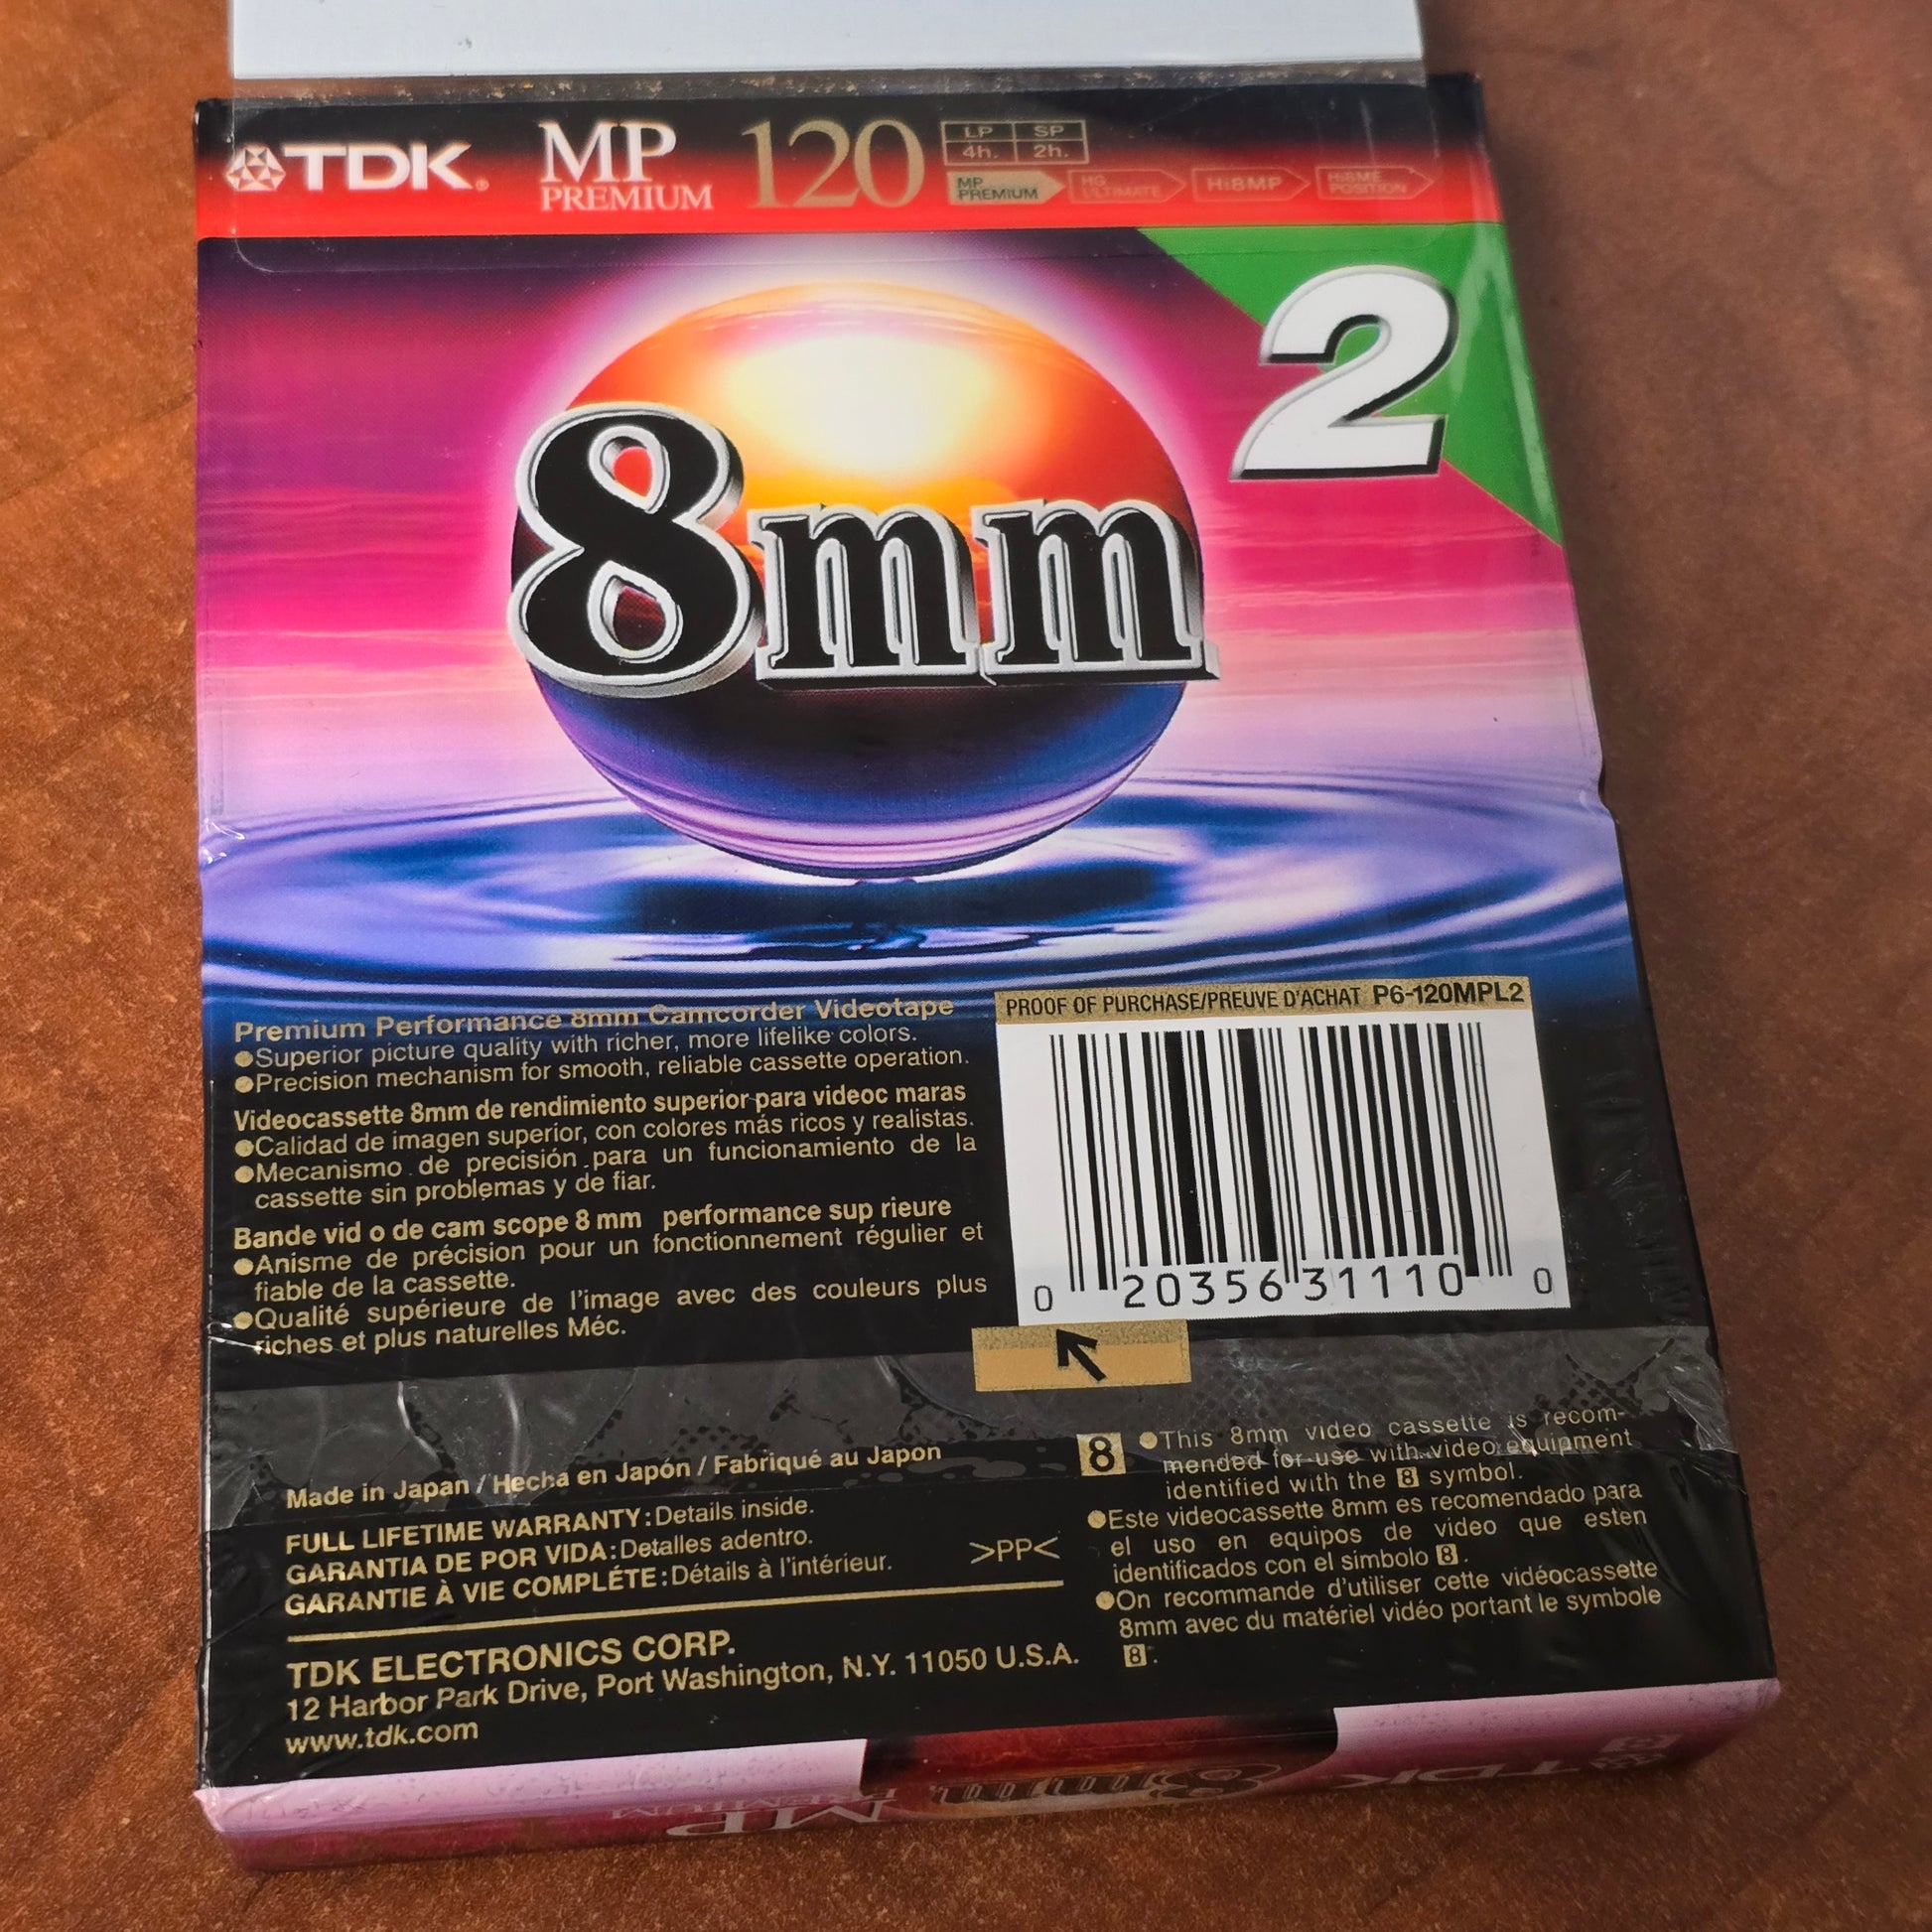 TDK®
MP
PREMIUM
120
LP SP
4h. 2h.
MP PREMIUM
HG ULTIMATE
Hi8MP
Hi8ME POSITION
2
8mm
Premium Performance 8mm Camcorder Videotape
●Superior picture quality with richer, more lifelike colors.
●Precision mechanism for smooth, reliable cassette operation.
Videocassette 8mm de rendimiento superior para videoc maras
●Calidad de imagen superior, con colores más ricos y realistas.
●Mecanismo de precisión para un funcionamiento de la
cassette sin problemas y de fiar.
Bande vid o de cam scope 8 mm performance sup rieure
●Anisme de précision pour un fonctionnement régulier et
fiable de la cassette.
●Qualité supérieure de l'image avec des couleurs plus
riches et plus naturelles Méc.
PROOF OF PURCHASE/PREUVE D'ACHAT P6-120MPL2
0 20356 31110 0
Made in Japan / Hecha en Japón / Fabriqué au Japon
FULL LIFETIME WARRANTY: Details inside.
GARANTIA DE POR VIDA: Detalles adentro.
GARANTIE À VIE COMPLÉTE: Détails à l'intérieur.
>PP<
TDK ELECTRONICS CORP.
12 Harbor Park Drive, Port Washington, N.Y. 11050 U.S.A.
www.tdk.com
8 ●This 8mm video cassette is recom-
mended for use with video equipment
identified with the 8 symbol.
●Este videocassette 8mm es recomendado para
el uso en equipos de video que esten
identificados con el simbolo 8.
●On recommande d'utiliser cette vidéocassette
8mm avec du matériel vidéo portant le symbole
8.
TDK
8mm
MP
PREMIUM